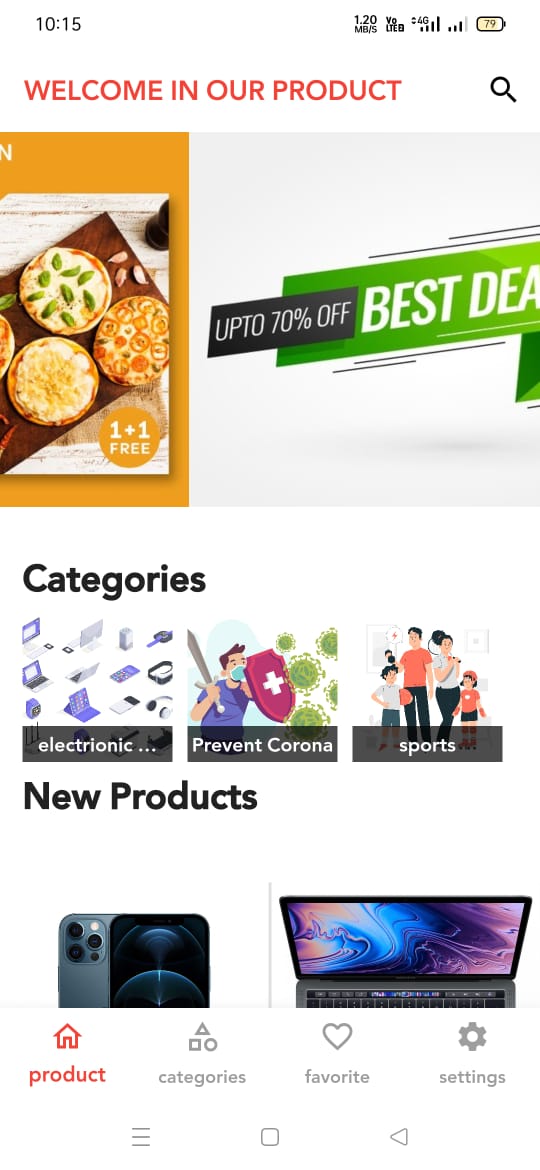 10:15
1.20
MB/S
Vo
LTE2
4G
79
WELCOME IN OUR PRODUCT
N
1+1
FREE
UPTO 70% OFF
BEST DEA
Categories
electrionic ...
Prevent Corona
sports
New Products
product
categories
favorite
settings